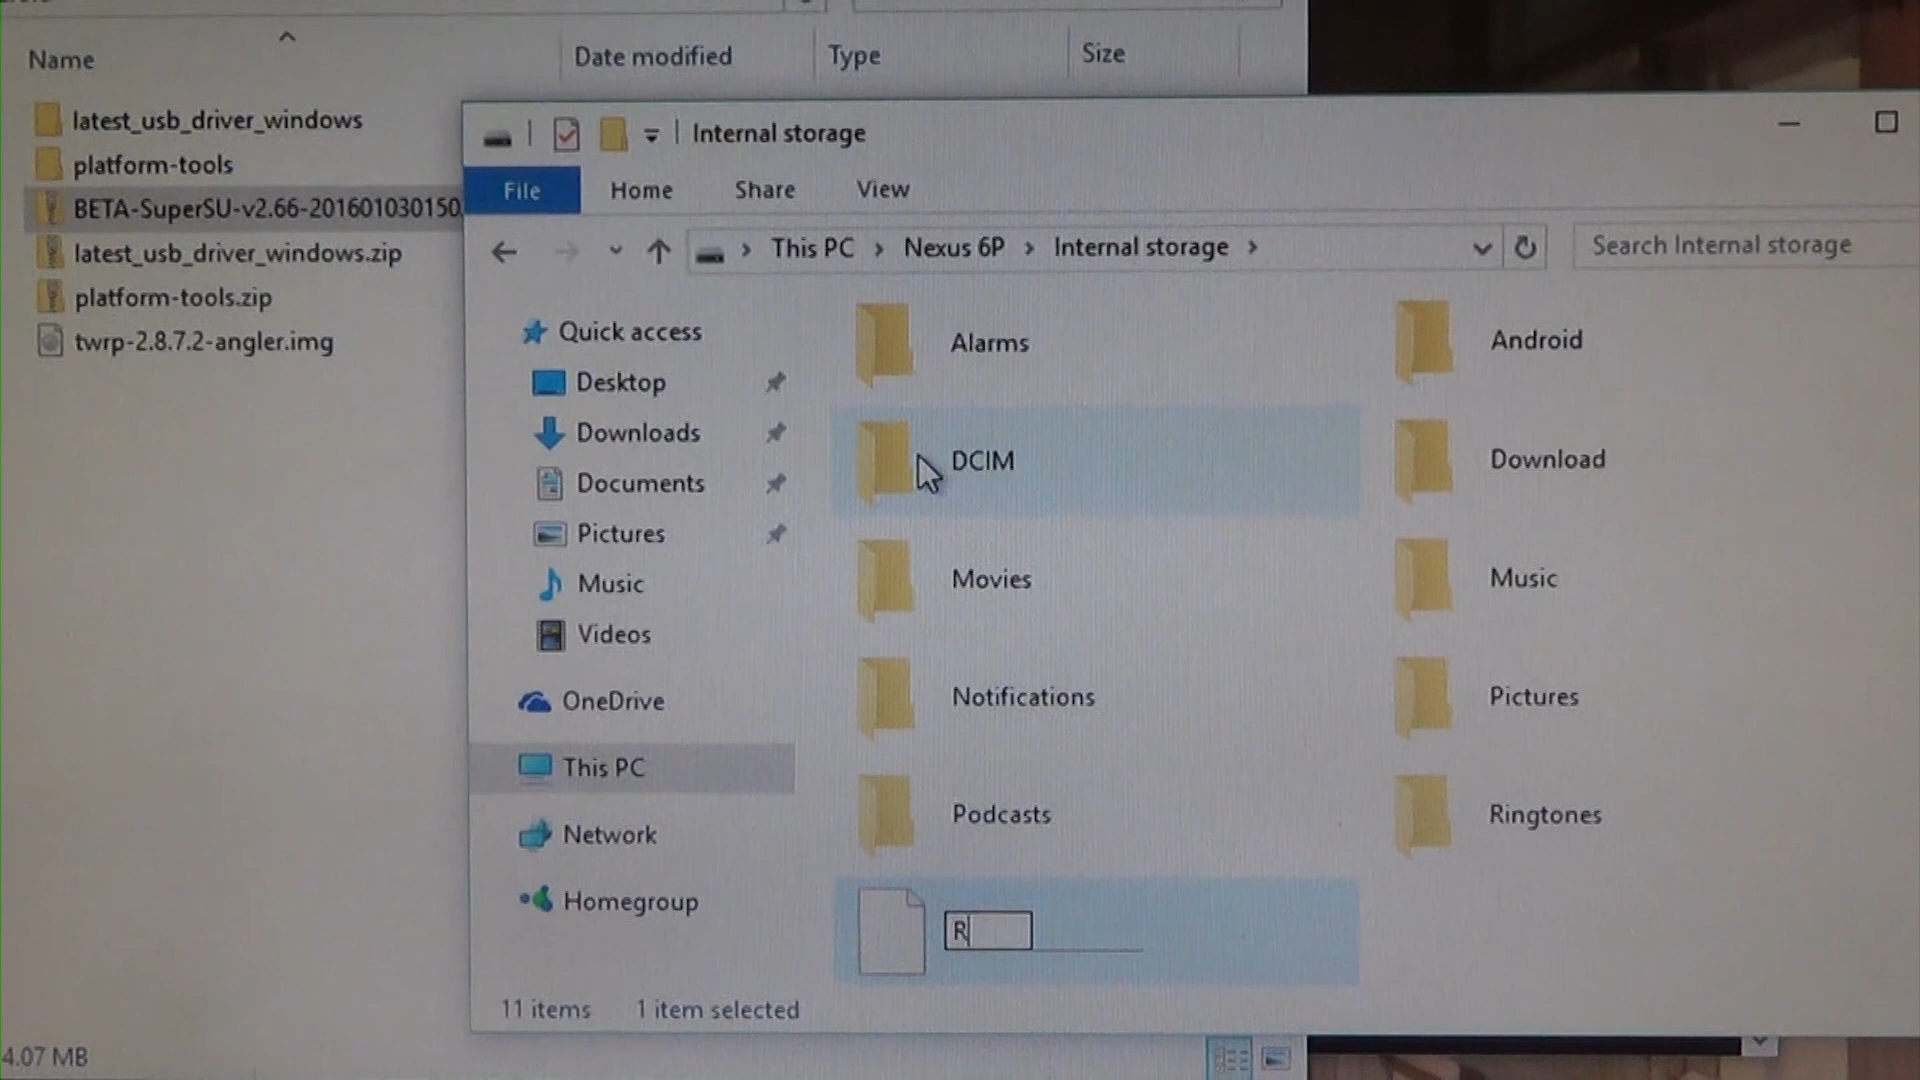 Name
Date modified
Type
Size
latest_usb_driver_windows
platform-tools
BETA-SuperSU-v2.66-201601030150
latest_usb_driver_windows.zip
platform-tools.zip
twrp-2.8.7.2-angler.img
4.07 MB
Internal storage
File
Home
Share
View
This PC
Nexus 6P
Internal storage
Search Internal storage
Quick access
Desktop
Downloads
Documents
Pictures
Music
Videos
OneDrive
This PC
Network
Homegroup
Alarms
Android
DCIM
Download
Movies
Music
Notifications
Pictures
Podcasts
Ringtones
R
11 items
1 item selected